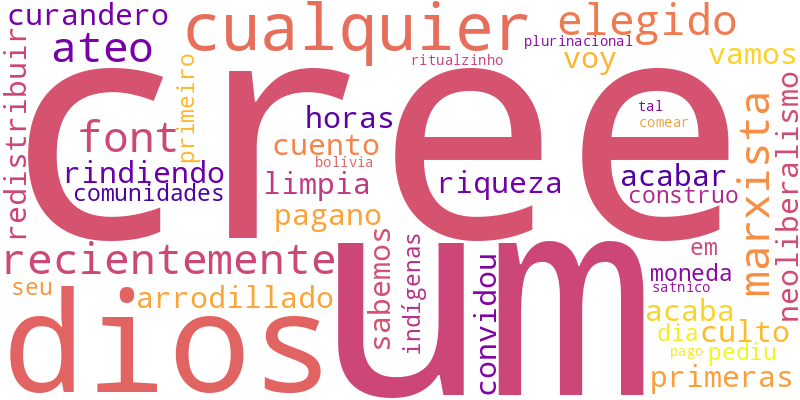 curandero
cualquier
elegido
plurinacional
ateo
ritualzinho
voy
vamos
redistribuir
primeiro
cree
font
horas
tal
comear
cuento
bolívia
rindiendo
comunidades
limpia
riqueza
acabar
construo
marxista
neoliberalismo
pagano
um
recientemente
sabemos
indígenas
convidou
em
moneda
satnico
seu
arrodillado
dios
acaba
dia
culto
pago
pediu
primeras